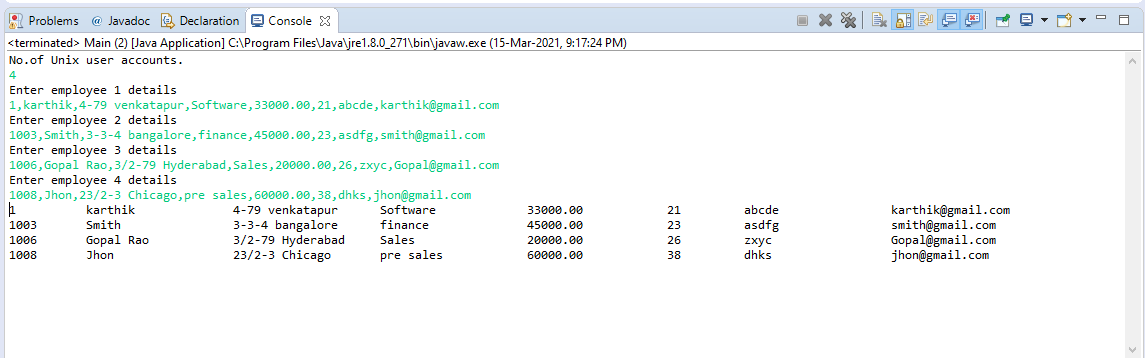 Problems @ Javadoc Declaration Console
<terminated> Main (2) [Java Application] C:\Program Files\Java\jre1.8.0_271\bin\javaw.exe (15-Mar-2021, 9:17:24 PM)
No.of Unix user accounts.
4
Enter employee 1 details
1,karthik,4-79 venkatapur,Software,33000.00,21,abcde,karthik@gmail.com
Enter employee 2 details
1003,Smith,3-3-4 bangalore,finance,45000.00,23,asdfg,smith@gmail.com
Enter employee 3 details
1006,Gopal Rao,3/2-79 Hyderabad,Sales,20000.00,26,zxyc,Gopal@gmail.com
Enter employee 4 details
1008,Jhon,23/2-3 Chicago,pre sales,60000.00,38,dhks,jhon@gmail.com
1 karthik 4-79 venkatapur Software 33000.00 21 abcde karthik@gmail.com
1003 Smith 3-3-4 bangalore finance 45000.00 23 asdfg smith@gmail.com
1006 Gopal Rao 3/2-79 Hyderabad Sales 20000.00 26 zxyc Gopal@gmail.com
1008 Jhon 23/2-3 Chicago pre sales 60000.00 38 dhks jhon@gmail.com